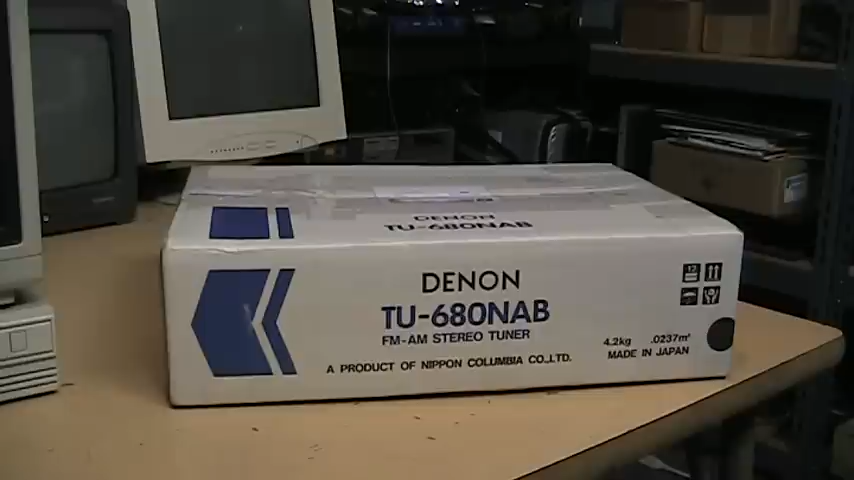 DENON
TU-680NAB
DENON
TU-680NAB
FM-AM STEREO TUNER
A PRODUCT OF NIPPON COLUMBIA CO.,LTD.
4.2kg .0237m³
MADE IN JAPAN